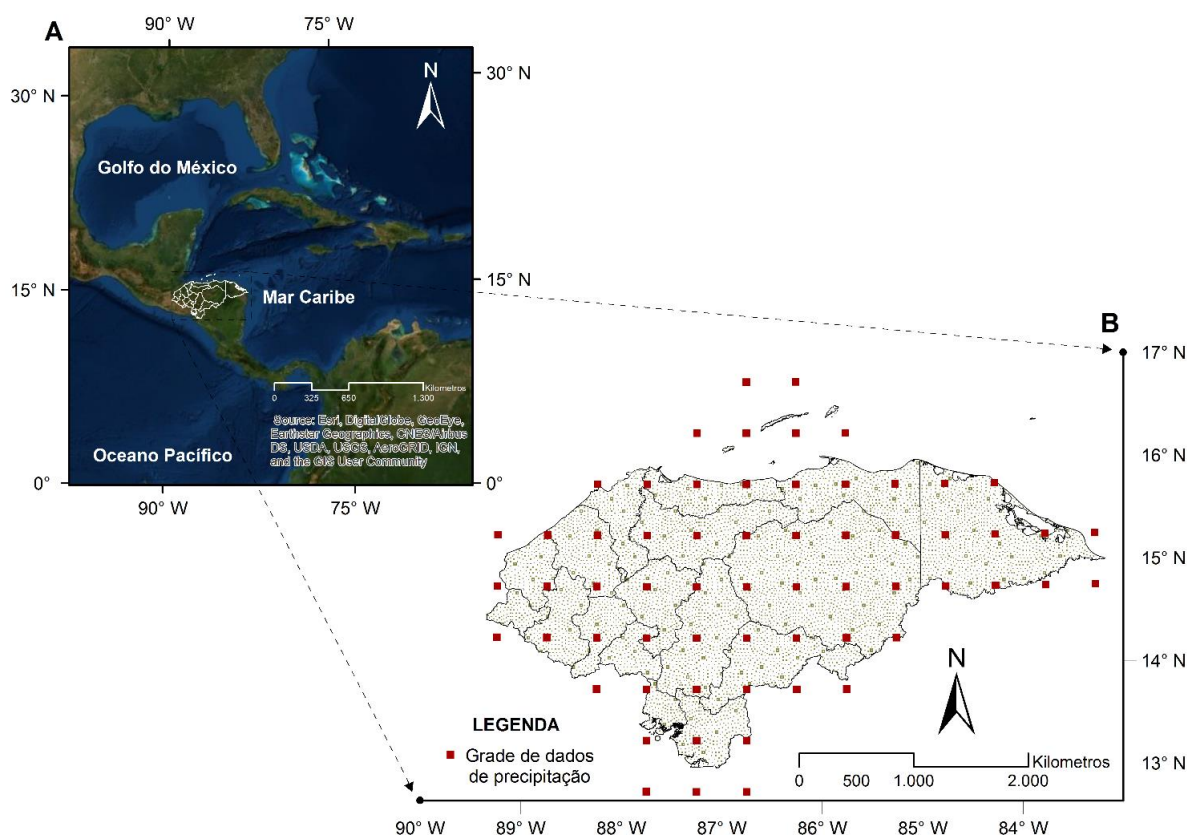 90° W
75° W
A
N
30° N
30° N
Golfo do México
15° N
15° N
Mar Caribe
Kilometros
0
325
650
1.300
Source: Esri, DigitalGlobe, GeoEye,
Earthstar Geographics, CNES/Airbus
DS, USDA, USGS, AeroGRID, IGN,
and the GIS User Community
Oceano Pacífico
0°
0°
90° W
75° W
B
17° N
16° N
15° N
14° N
13° N
N
LEGENDA
Grade de dados
de precipitação
Kilometros
0
500
1.000
2.000
90° W
89° W
88° W
87° W
86° W
85° W
84° W